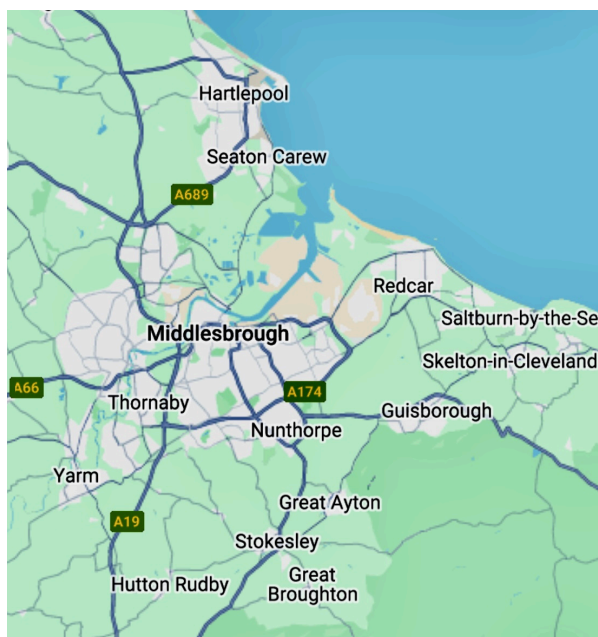 Hartlepool
Seaton Carew
A689
Redcar
Saltburn-by-the-Se
Middlesbrough
Skelton-in-Cleveland
A66
A174
Thornaby
Guisborough
Nunthorpe
Yarm
Great Ayton
A19
Stokesley
Hutton Rudby
Great
Broughton